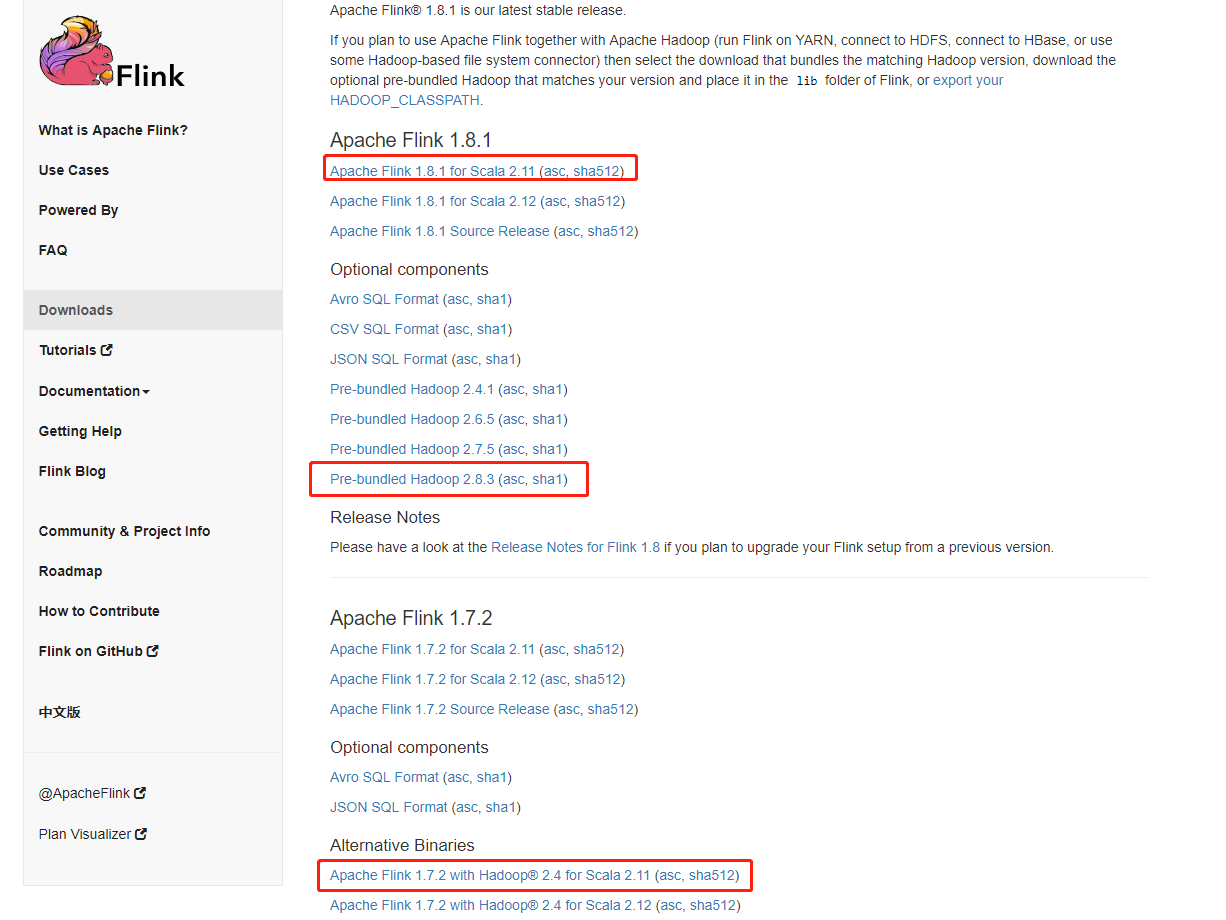 Flink
What is Apache Flink?
Use Cases
Powered By
FAQ
Downloads
Tutorials
Documentation
Getting Help
Flink Blog
Community & Project Info
Roadmap
How to Contribute
Flink on GitHub
中文版
@ApacheFlink
Plan Visualizer
Apache Flink® 1.8.1 is our latest stable release.
If you plan to use Apache Flink together with Apache Hadoop (run Flink on YARN, connect to HDFS, connect to HBase, or use
some Hadoop-based file system connector) then select the download that bundles the matching Hadoop version, download the
optional pre-bundled Hadoop that matches your version and place it in the lib folder of Flink, or export your
HADOOP_CLASSPATH.
Apache Flink 1.8.1
Apache Flink 1.8.1 for Scala 2.11 (asc, sha512)
Apache Flink 1.8.1 for Scala 2.12 (asc, sha512)
Apache Flink 1.8.1 Source Release (asc, sha512)
Optional components
Avro SQL Format (asc, sha1)
CSV SQL Format (asc, sha1)
JSON SQL Format (asc, sha1)
Pre-bundled Hadoop 2.4.1 (asc, sha1)
Pre-bundled Hadoop 2.6.5 (asc, sha1)
Pre-bundled Hadoop 2.7.5 (asc, sha1)
Pre-bundled Hadoop 2.8.3 (asc, sha1)
Release Notes
Please have a look at the Release Notes for Flink 1.8 if you plan to upgrade your Flink setup from a previous version.
Apache Flink 1.7.2
Apache Flink 1.7.2 for Scala 2.11 (asc, sha512)
Apache Flink 1.7.2 for Scala 2.12 (asc, sha512)
Apache Flink 1.7.2 Source Release (asc, sha512)
Optional components
Avro SQL Format (asc, sha1)
JSON SQL Format (asc, sha1)
Alternative Binaries
Apache Flink 1.7.2 with Hadoop® 2.4 for Scala 2.11 (asc, sha512)
Apache Flink 1.7.2 with Hadoop® 2.4 for Scala 2.12 (asc, sha512)